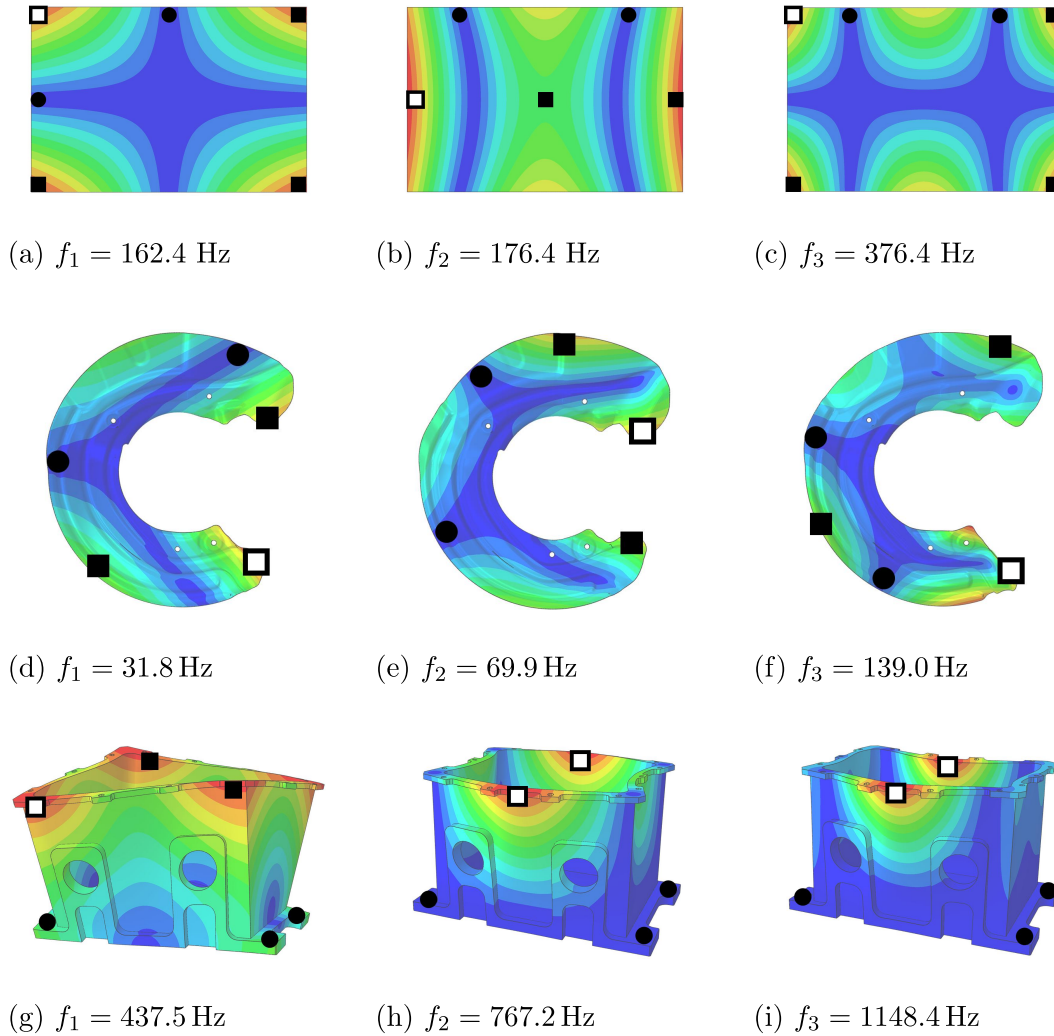 (a) f₁ = 162.4 Hz
(b) f₂ = 176.4 Hz
(c) f₃ = 376.4 Hz
(d) f₁ = 31.8 Hz
(e) f₂ = 69.9 Hz
(f) f₃ = 139.0 Hz
(g) f₁ = 437.5 Hz
(h) f₂ = 767.2 Hz
(i) f₃ = 1148.4 Hz